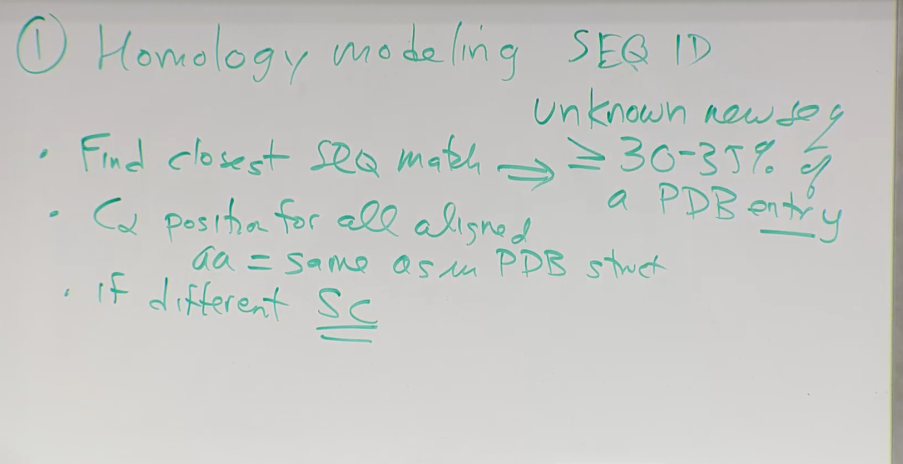 ① Homology modeling SEQ ID
unknown new seq
• Find closest SEQ match ⇒ ≥ 30-35% of
a PDB entry
• Cα position for all aligned
aa = same as in PDB struct
• if different SC